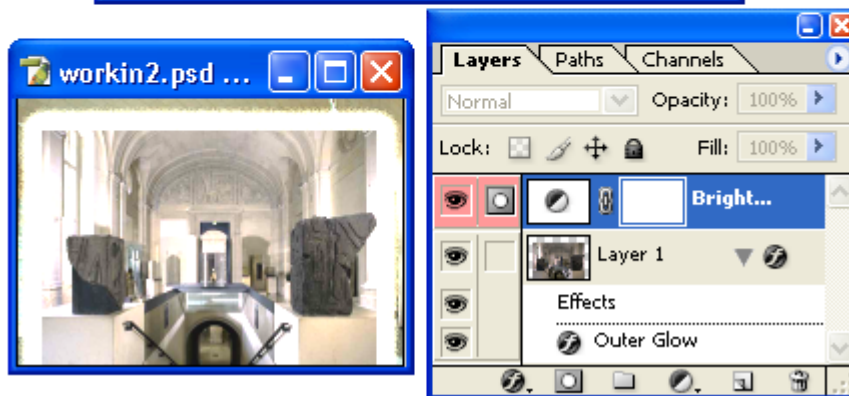 workin2.psd ...
Layers Paths Channels
Normal Opacity: 100%
Lock: Fill: 100%
Bright...
Layer 1
Effects
Outer Glow